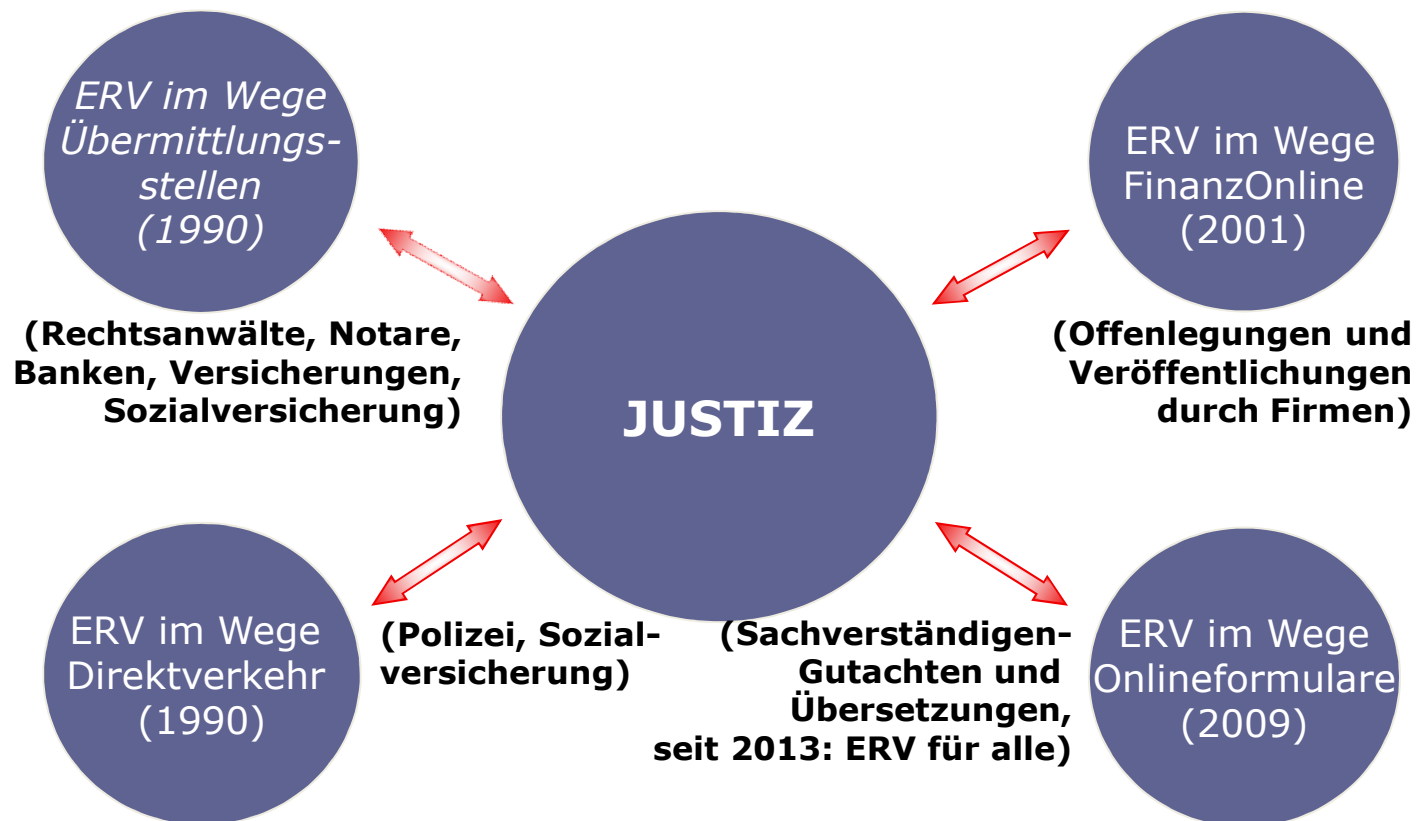 ERV im Wege
Übermittlungs-
stellen
(1990)
(Rechtsanwälte, Notare,
Banken, Versicherungen,
Sozialversicherung)
ERV im Wege
FinanzOnline
(2001)
(Offenlegungen und
Veröffentlichungen
durch Firmen)
JUSTIZ
ERV im Wege
Direktverkehr
(1990)
(Polizei, Sozial-
versicherung)
(Sachverständigen-
Gutachten und
Übersetzungen,
seit 2013: ERV für alle)
ERV im Wege
Onlineformulare
(2009)